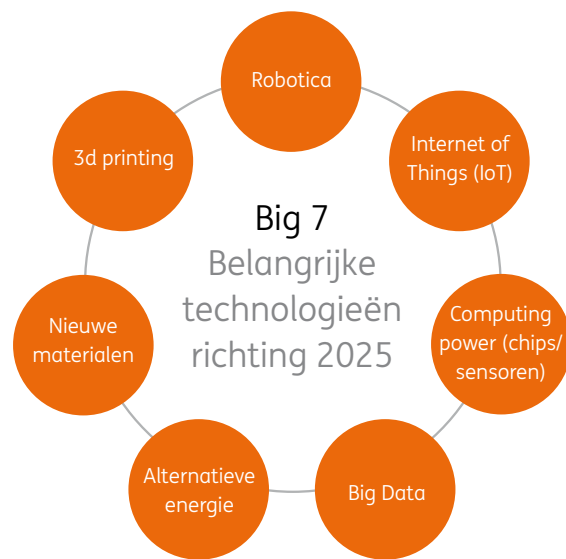 Robotica
Internet of
Things (IoT)
Computing
power (chips/
sensoren)
Big Data
Alternatieve
energie
Nieuwe
materialen
3d printing
Big 7
Belangrijke
technologieën
richting 2025